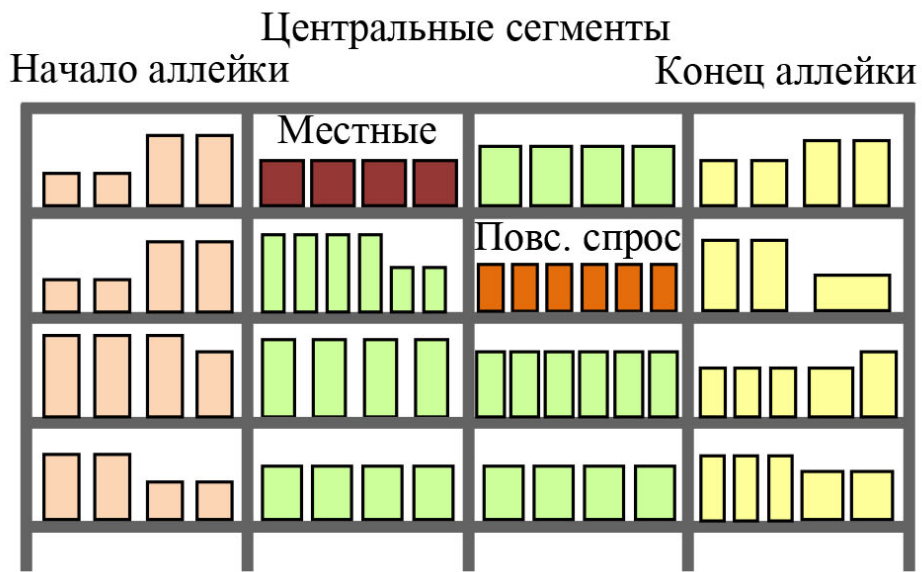 Центральные сегменты
Начало аллейки
Конец аллейки
Местные
Повс. спрос